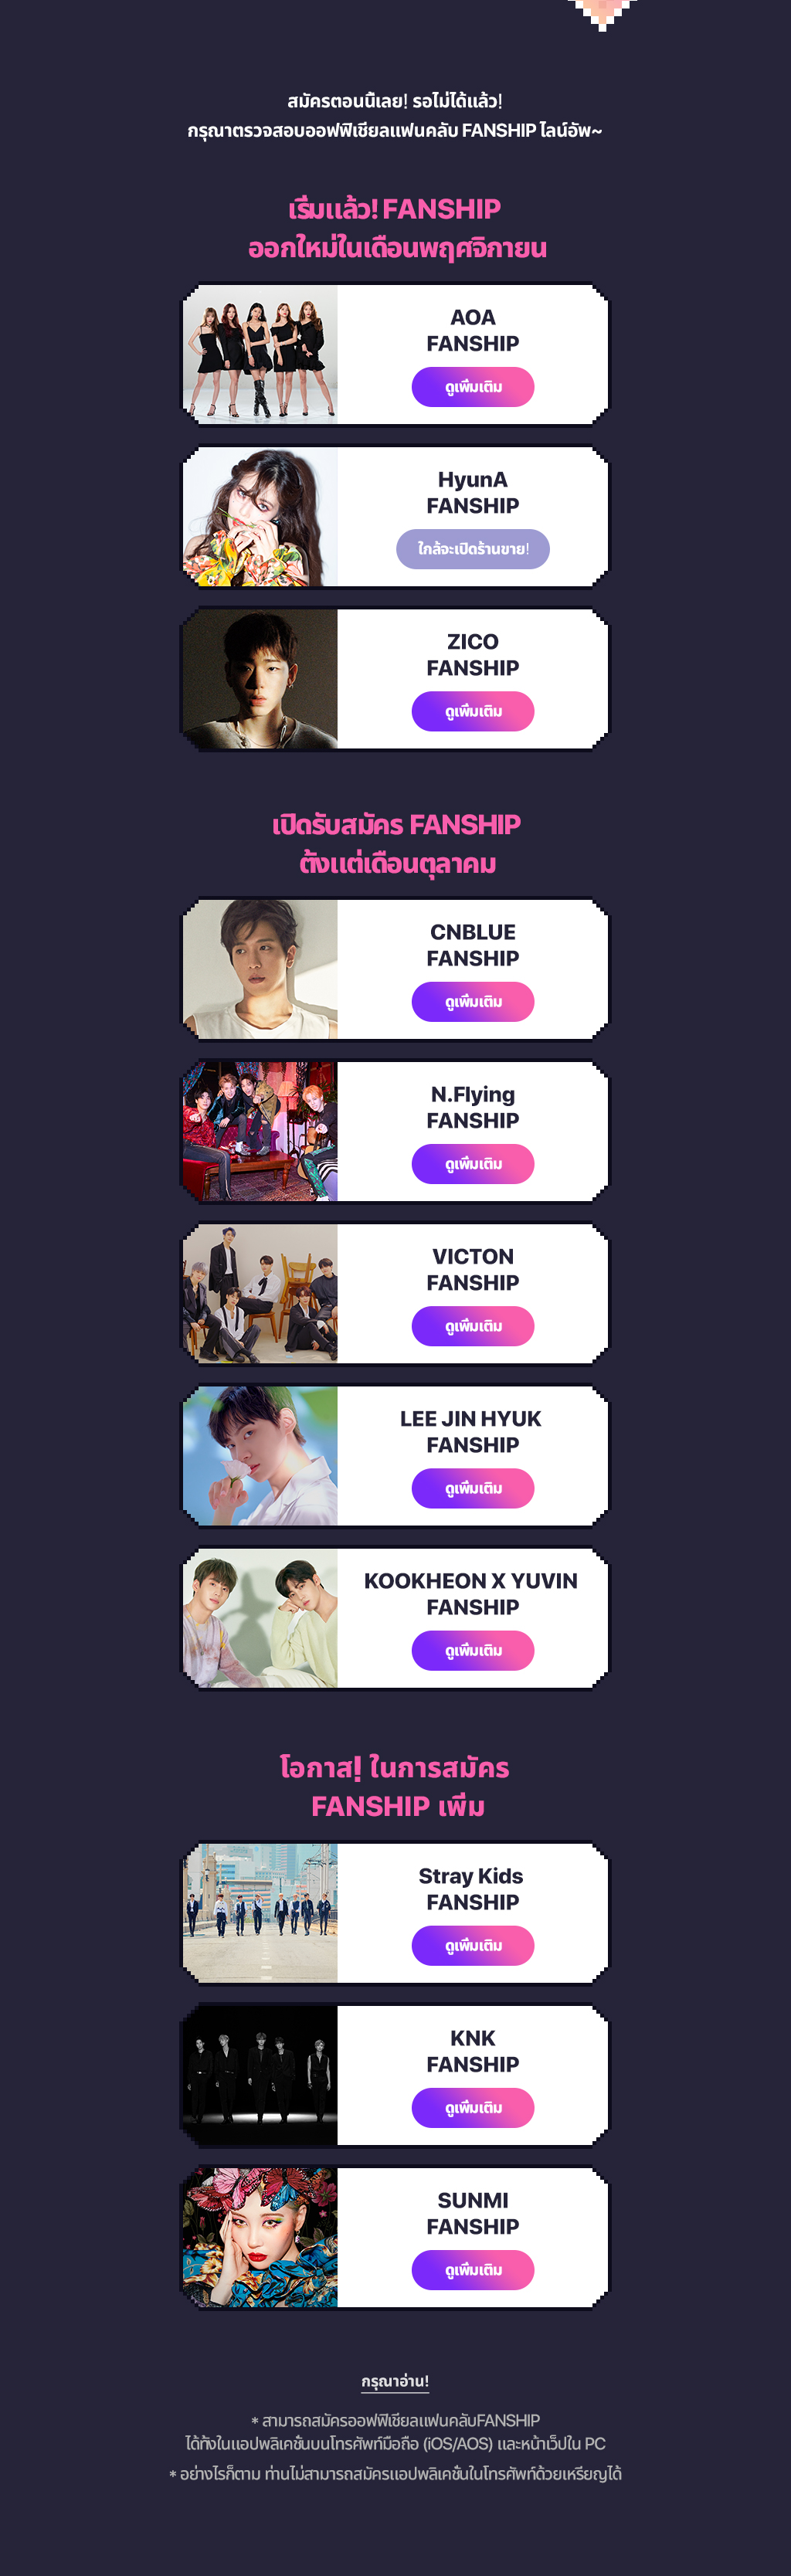 สมัครตอนนี้เลย! รอไม่ได้แล้ว!
กรุณาตรวจสอบออฟฟิเชียลแฟนคลับ FANSHIP ไลน์อัพ~
เริ่มแล้ว! FANSHIP
ออกใหม่ในเดือนพฤศจิกายน
AOA
FANSHIP
ดูเพิ่มเติม
HyunA
FANSHIP
ใกล้จะเปิดร้านขาย!
ZICO
FANSHIP
ดูเพิ่มเติม
เปิดรับสมัคร FANSHIP
ตั้งแต่เดือนตุลาคม
CNBLUE
FANSHIP
ดูเพิ่มเติม
N.Flying
FANSHIP
ดูเพิ่มเติม
VICTON
FANSHIP
ดูเพิ่มเติม
LEE JIN HYUK
FANSHIP
ดูเพิ่มเติม
KOOKHEON X YUVIN
FANSHIP
ดูเพิ่มเติม
โอกาส! ในการสมัคร
FANSHIP เพิ่ม
Stray Kids
FANSHIP
ดูเพิ่มเติม
KNK
FANSHIP
ดูเพิ่มเติม
SUNMI
FANSHIP
ดูเพิ่มเติม
กรุณาอ่าน!
* สามารถสมัครออฟฟิเชียลแฟนคลับFANSHIP
ได้ทั้งในแอปพลิเคชั่นบนโทรศัพท์มือถือ (iOS/AOS) และหน้าเว็ปใน PC
* อย่างไรก็ตาม ท่านไม่สามารถสมัครแอปพลิเคชั่นในโทรศัพท์ด้วยเหรียญได้